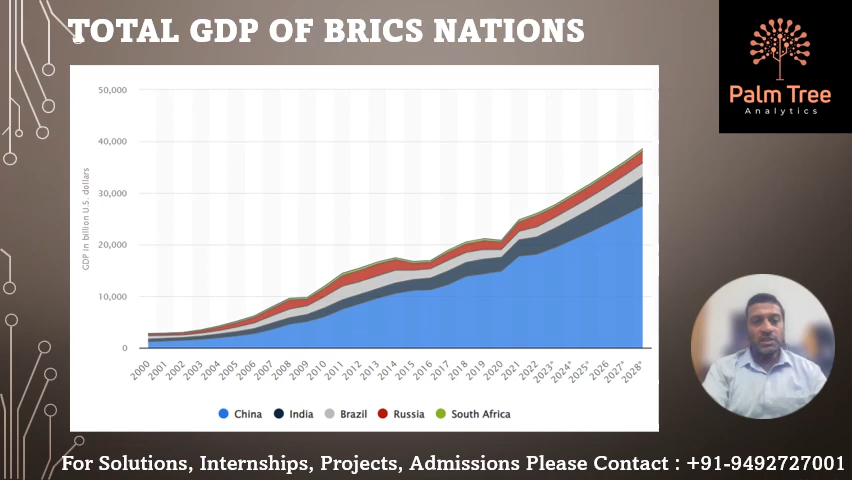 TOTAL GDP OF BRICS NATIONS
Palm Tree
Analytics
50,000
40,000
30,000
20,000
10,000
0
GDP in billion U.S. dollars
2000 2001 2002 2003 2004 2005 2006 2007 2008 2009 2010 2011 2012 2013 2014 2015 2016 2017 2018 2019 2020 2021 2022 2023* 2024* 2025* 2026 2027* 2028*
China India Brazil Russia South Africa
For Solutions, Internships, Projects, Admissions Please Contact : +91-9492727001